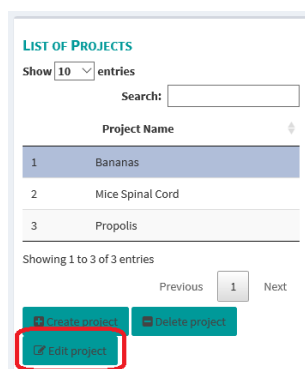 LIST OF PROJECTS
Show 10 entries
Search:
Project Name
1 Bananas
2 Mice Spinal Cord
3 Propolis
Showing 1 to 3 of 3 entries
Previous 1 Next
Create project Delete project
Edit project